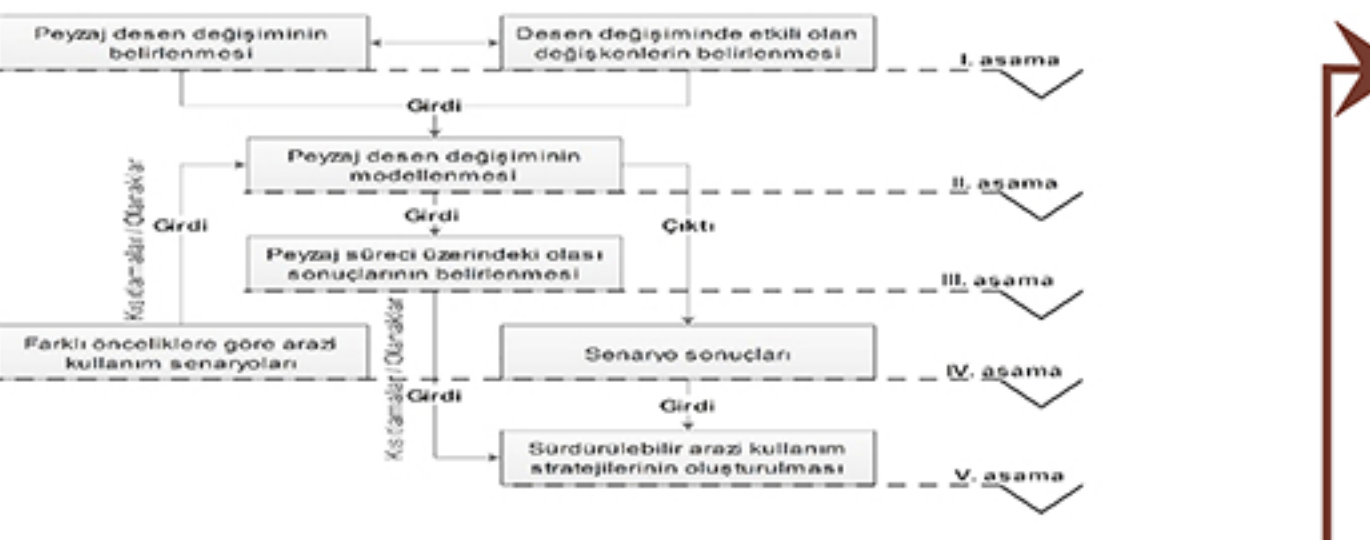 Peyzaj desen değişiminin
belirlenmesi
Desen değişiminde etkili olan
değişkenlerin belirlenmesi
I. aşama
Girdi
Peyzaj desen değişiminin
modellenmesi
II. aşama
Kısıtlamalar / Olanaklar
Girdi
Girdi
Çıktı
Peyzaj süreci üzerindeki olası
sonuçlarının belirlenmesi
III. aşama
Farklı önceliklere göre arazi
kullanım senaryoları
Kısıtlamalar / Olanaklar
Senaryo sonuçları
IV. aşama
Girdi
Girdi
Sürdürülebilir arazi kullanım
stratejilerinin oluşturulması
V. aşama